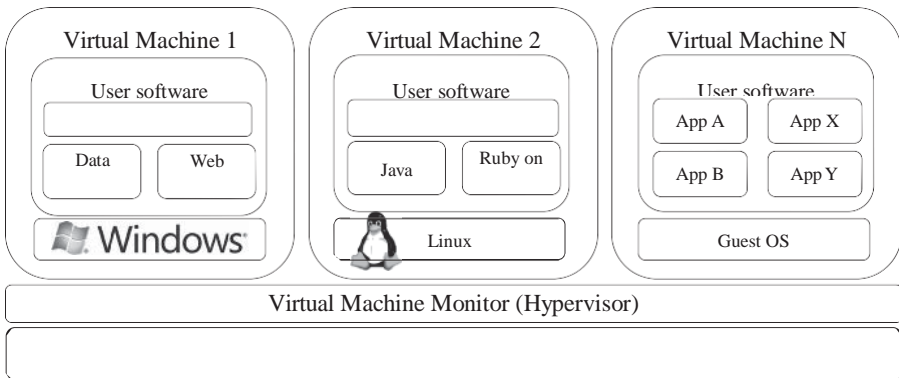 Virtual Machine 1
User software
Data
Web
Windows
Virtual Machine 2
User software
Java
Ruby on
Linux
Virtual Machine N
User software
App A
App X
App B
App Y
Guest OS
Virtual Machine Monitor (Hypervisor)